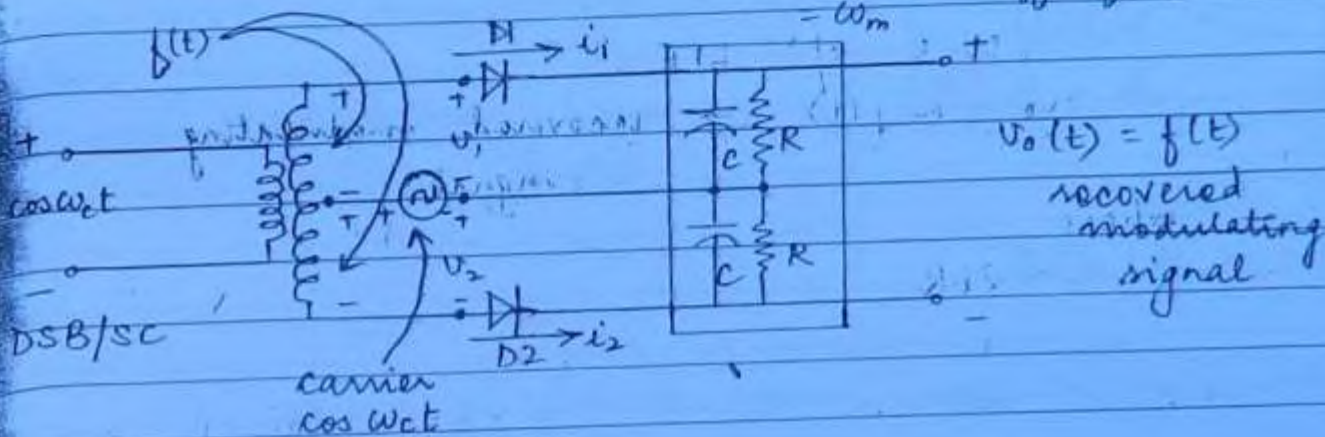 = ωm
f(t)
D1
i₁
+
+
+
+
v₁
C
R
v₀(t) = f(t)
cos ωct
-
+
+
-
+
recovered
modulating
signal
v₂
C
R
-
-
-
DSB/SC
D2
i₂
carrier
cos ωct